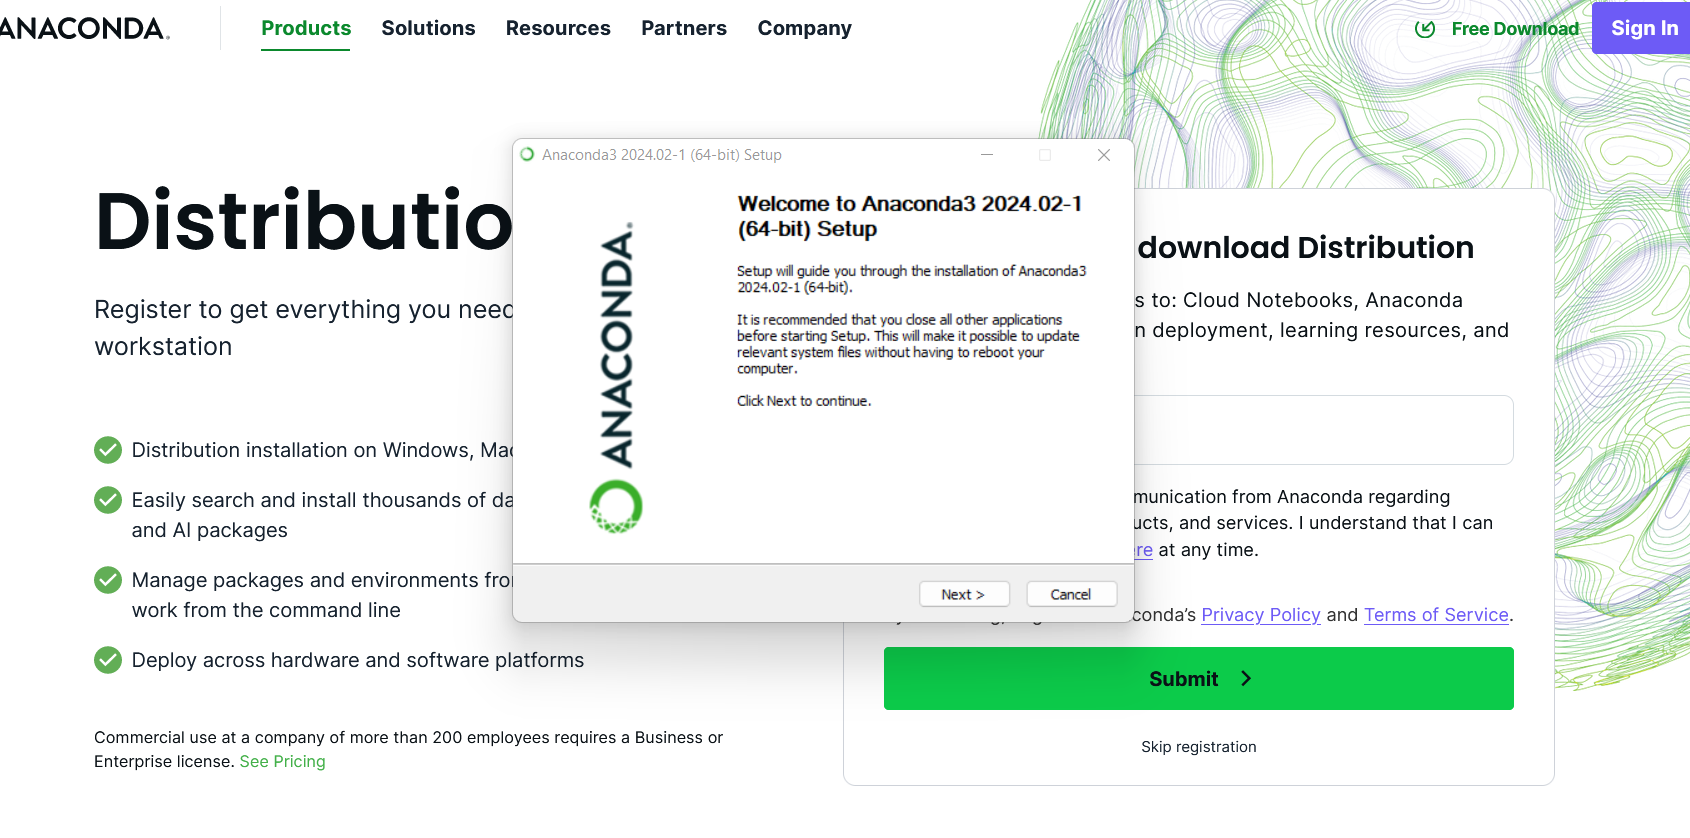 ANACONDA.
Products
Solutions
Resources
Partners
Company
Free Download
Sign In
Anaconda3 2024.02-1 (64-bit) Setup
ANACONDA.
Welcome to Anaconda3 2024.02-1
(64-bit) Setup
Setup will guide you through the installation of Anaconda3
2024.02-1 (64-bit).
It is recommended that you close all other applications
before starting Setup. This will make it possible to update
relevant system files without having to reboot your
computer.
Click Next to continue.
Next >
Cancel
Distributio
Register to get everything you need
workstation
Distribution installation on Windows, Mac
Easily search and install thousands of da
and AI packages
Manage packages and environments fro
work from the command line
Deploy across hardware and software platforms
Commercial use at a company of more than 200 employees requires a Business or
Enterprise license. See Pricing
download Distribution
s to: Cloud Notebooks, Anaconda
n deployment, learning resources, and
munication from Anaconda regarding
ucts, and services. I understand that I can
ere at any time.
conda's Privacy Policy and Terms of Service.
Submit
Skip registration